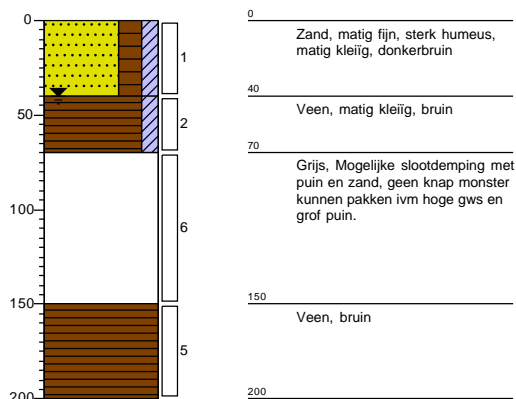 0
50
100
150
200
1
2
6
5
0
Zand, matig fijn, sterk humeus,
matig kleiïg, donkerbruin
40
Veen, matig kleiïg, bruin
70
Grijs, Mogelijke slootdemping met
puin en zand, geen knap monster
kunnen pakken ivm hoge gws en
grof puin.
150
Veen, bruin
200